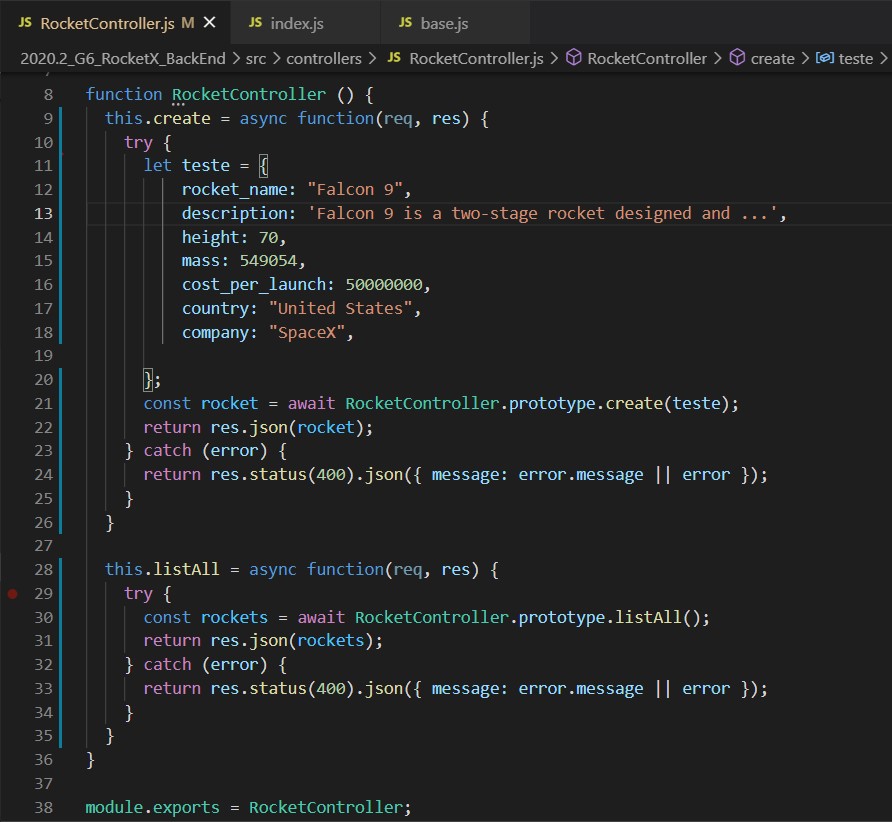 JS RocketController.js M ×
JS index.js
JS base.js
2020.2_G6_RocketX_BackEnd > src > controllers > JS RocketController.js > RocketController > create > teste >
8 function RocketController () {
9 this.create = async function(req, res) {
10 try {
11 let teste = {
12 rocket_name: "Falcon 9",
13 description: 'Falcon 9 is a two-stage rocket designed and ...',
14 height: 70,
15 mass: 549054,
16 cost_per_launch: 50000000,
17 country: "United States",
18 company: "SpaceX",
19
20 };
21 const rocket = await RocketController.prototype.create(teste);
22 return res.json(rocket);
23 } catch (error) {
24 return res.status(400).json({ message: error.message || error });
25 }
26 }
27
28 this.listAll = async function(req, res) {
29 try {
30 const rockets = await RocketController.prototype.listAll();
31 return res.json(rockets);
32 } catch (error) {
33 return res.status(400).json({ message: error.message || error });
34 }
35 }
36 }
37
38 module.exports = RocketController;